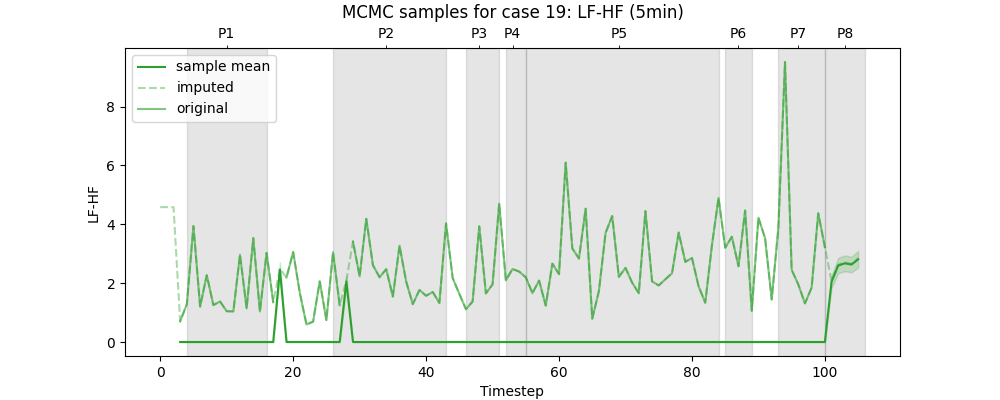 MCMC samples for case 19: LF-HF (5min)
P1 P2 P3 P4 P5 P6 P7 P8
sample mean
imputed
original
8
6
4
2
0
LF-HF
0 20 40 60 80 100
Timestep